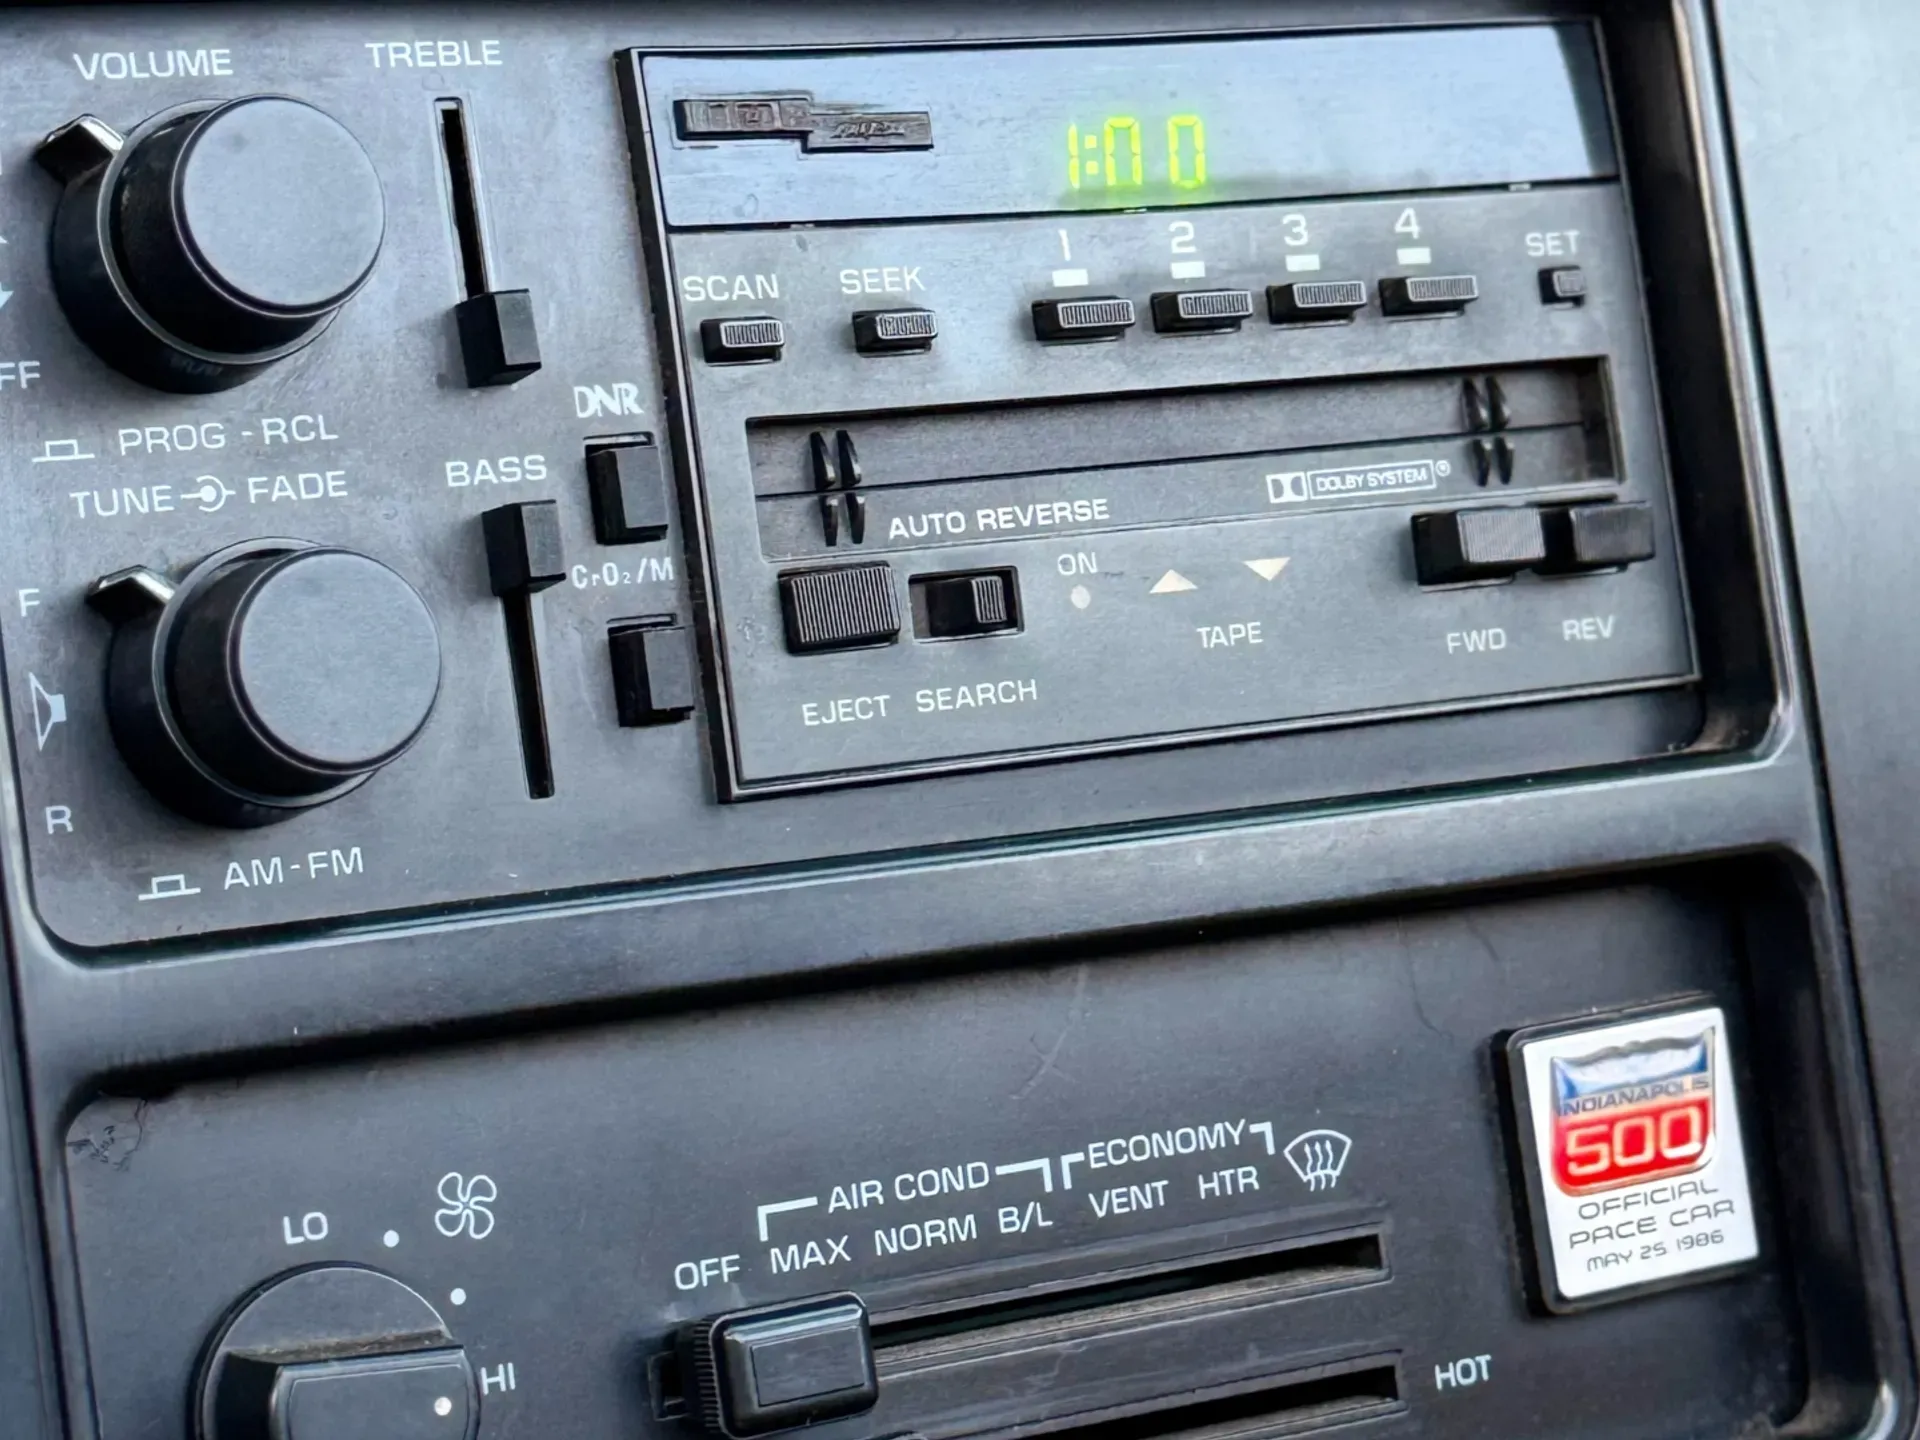 VOLUME
TREBLE
1:00
SCAN
SEEK
1
2
3
4
SET
FF
PROG - RCL
TUNE FADE
DNR
BASS
AUTO REVERSE
DOLBY SYSTEM®
CrO₂/M
ON
TAPE
FWD
REV
EJECT
SEARCH
F
R
AM-FM
LO
HI
AIR COND
ECONOMY
OFF
MAX
NORM
B/L
VENT
HTR
HOT
INDIANAPOLIS
500
OFFICIAL
PACE CAR
MAY 25, 1986